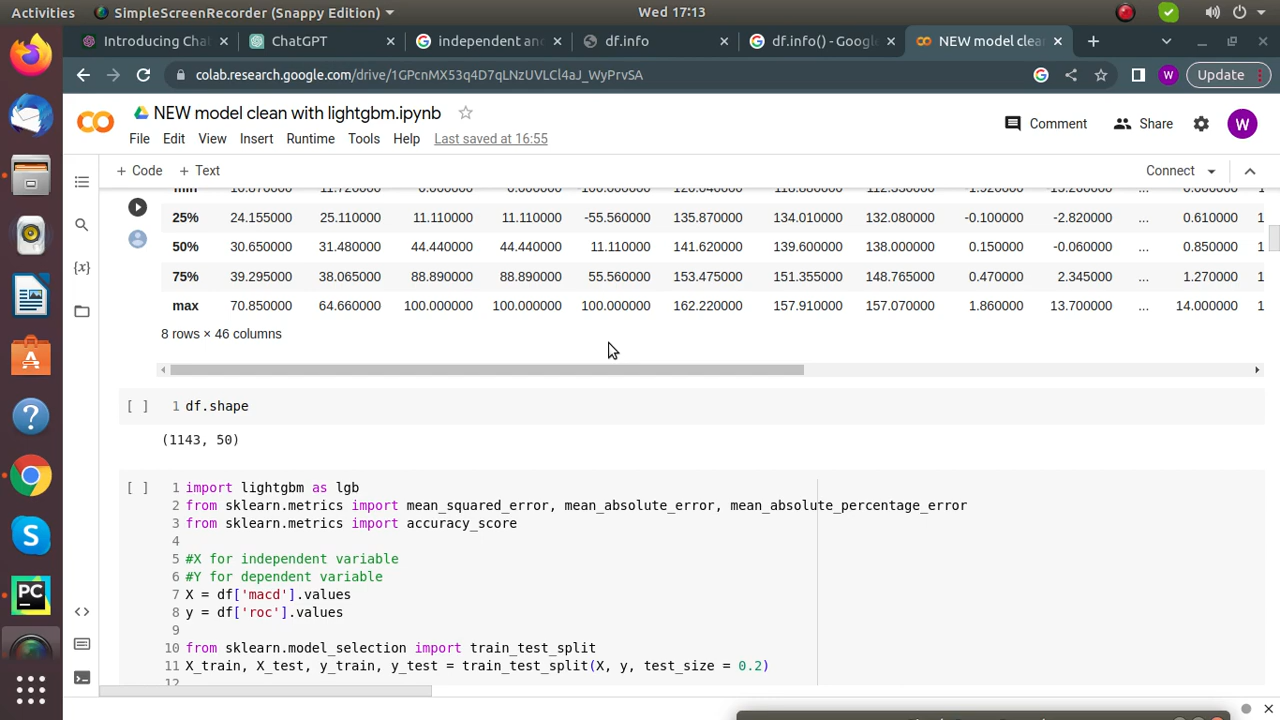 Activities SimpleScreenRecorder (Snappy Edition) Wed 17:13
Introducing Cha ChatGPT independent an df.info df.info() - Goog NEW model clea
colab.research.google.com/drive/1GPcnMX53q4D7qLNzUVLCl4aJ_WyPrvSA W Update
NEW model clean with lightgbm.ipynb Comment Share W
File Edit View Insert Runtime Tools Help Last saved at 16:55
+ Code + Text Connect
25% 24.155000 25.110000 11.110000 11.110000 -55.560000 135.870000 134.010000 132.080000 -0.100000 -2.820000 ... 0.610000 1
50% 30.650000 31.480000 44.440000 44.440000 11.110000 141.620000 139.600000 138.000000 0.150000 -0.060000 ... 0.850000 1
75% 39.295000 38.065000 88.890000 88.890000 55.560000 153.475000 151.355000 148.705000 0.470000 2.345000 ... 1.270000 1
max 70.850000 64.660000 100.000000 100.000000 100.000000 162.220000 157.910000 157.070000 1.860000 13.700000 ... 14.000000 1
8 rows × 46 columns
[ ] 1 df.shape
(1143, 50)
[ ] 1 import lightgbm as lgb
2 from sklearn.metrics import mean_squared_error, mean_absolute_error, mean_absolute_percentage_error
3 from sklearn.metrics import accuracy_score
4
5 #X for independent variable
6 #Y for dependent variable
7 X = df['macd'].values
8 y = df['roc'].values
9
10 from sklearn.model_selection import train_test_split
11 X_train, X_test, y_train, y_test = train_test_split(X, y, test_size = 0.2)
12